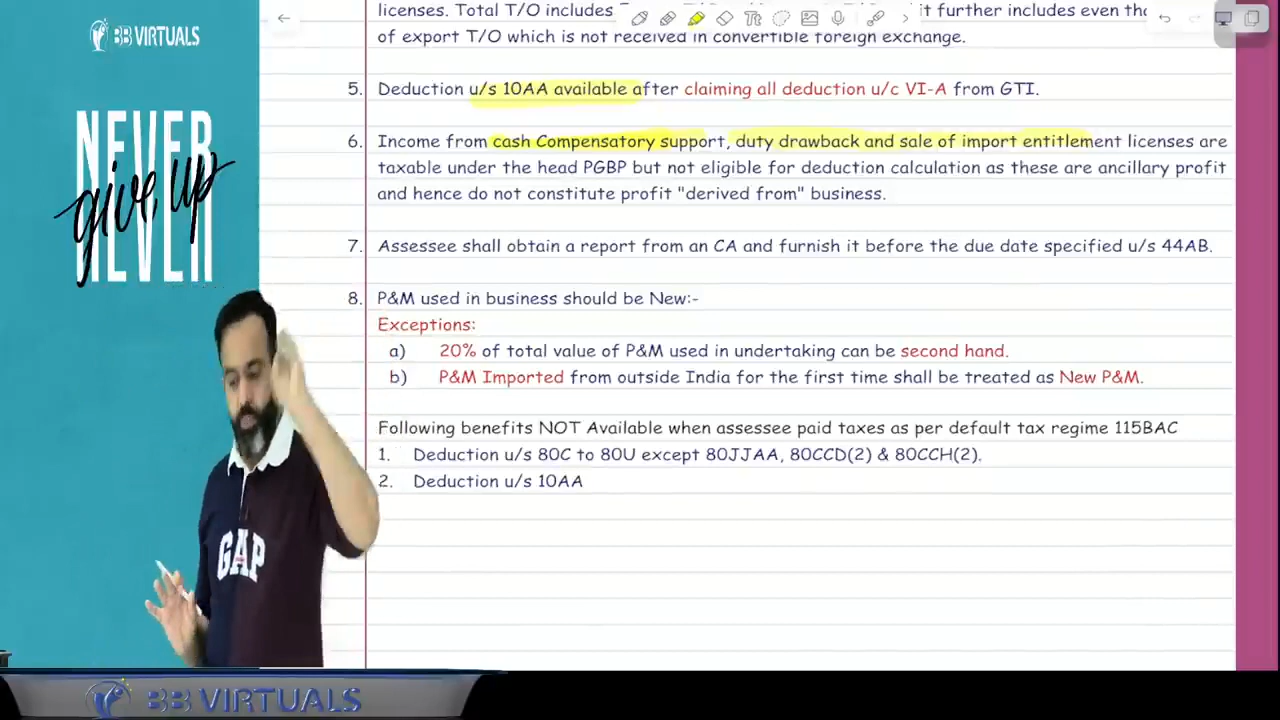 BB VIRTUALS
NEVER
give up
NEVER
GAP
licenses. Total T/O includes
it further includes even
of export T/O which is not received in convertible foreign exchange.
5. Deduction u/s 10AA available after claiming all deduction u/c VI-A from GTI.
6. Income from cash Compensatory support, duty drawback and sale of import entitlement licenses are
taxable under the head PGBP but not eligible for deduction calculation as these are ancillary profit
and hence do not constitute profit "derived from" business.
7. Assessee shall obtain a report from an CA and furnish it before the due date specified u/s 44AB.
8. P&M used in business should be New:-
Exceptions:
a) 20% of total value of P&M used in undertaking can be second hand.
b) P&M Imported from outside India for the first time shall be treated as New P&M.
Following benefits NOT Available when assessee paid taxes as per default tax regime 115BAC
1. Deduction u/s 80C to 80U except 80JJAA, 80CCD(2) & 80CCH(2).
2. Deduction u/s 10AA
BB VIRTUALS